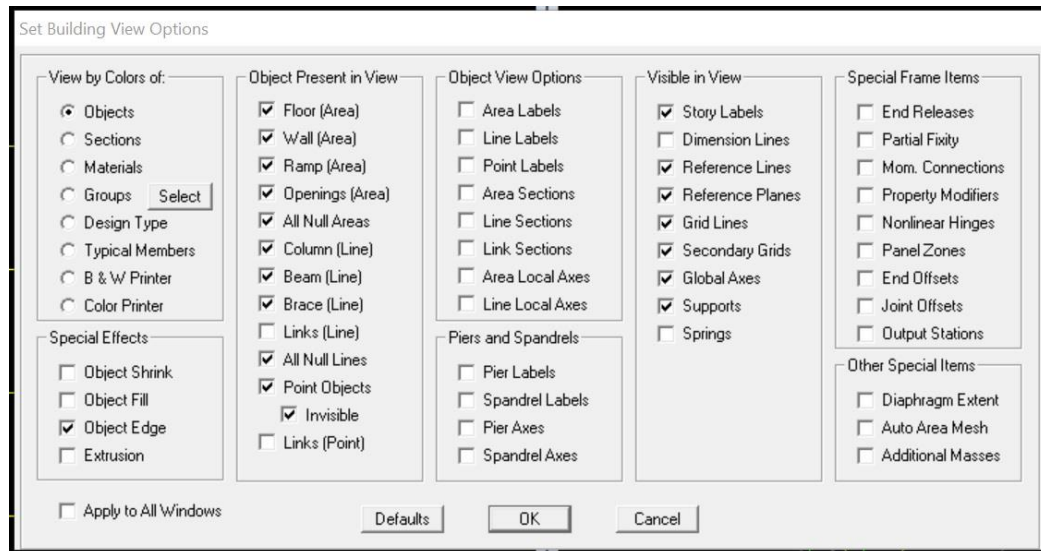 Set Building View Options
View by Colors of:
Objects
Sections
Materials
Groups
Select
Design Type
Typical Members
B & W Printer
Color Printer
Special Effects
Object Shrink
Object Fill
Object Edge
Extrusion
Object Present in View
Floor (Area)
Wall (Area)
Ramp (Area)
Openings (Area)
All Null Areas
Column (Line)
Beam (Line)
Brace (Line)
Links (Line)
All Null Lines
Point Objects
Invisible
Links (Point)
Object View Options
Area Labels
Line Labels
Point Labels
Area Sections
Line Sections
Link Sections
Area Local Axes
Line Local Axes
Piers and Spandrels
Pier Labels
Spandrel Labels
Pier Axes
Spandrel Axes
Visible in View
Story Labels
Dimension Lines
Reference Lines
Reference Planes
Grid Lines
Secondary Grids
Global Axes
Supports
Springs
Special Frame Items
End Releases
Partial Fixity
Mom. Connections
Property Modifiers
Nonlinear Hinges
Panel Zones
End Offsets
Joint Offsets
Output Stations
Other Special Items
Diaphragm Extent
Auto Area Mesh
Additional Masses
Apply to All Windows
Defaults
OK
Cancel